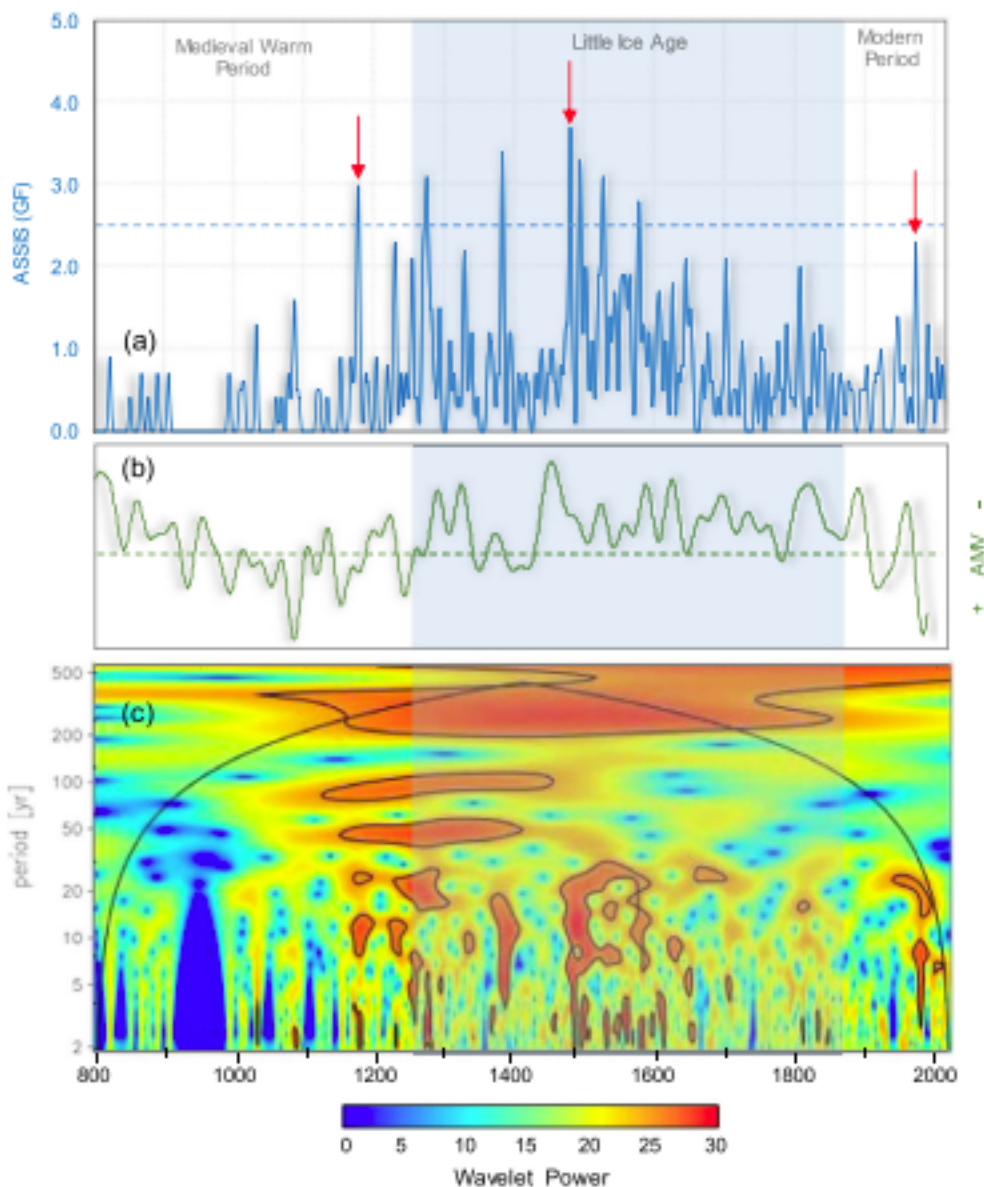 5.0
Medieval Warm
Period
Little Ice Age
Modern
Period
4.0
3.0
ASSIS (GF)
2.0
1.0
(a)
0.0
(b)
+ AMV -
500
(c)
200
100
period [yr]
50
20
10
5
2
800 1000 1200 1400 1600 1800 2000
0 5 10 15 20 25 30
Wavelet Power